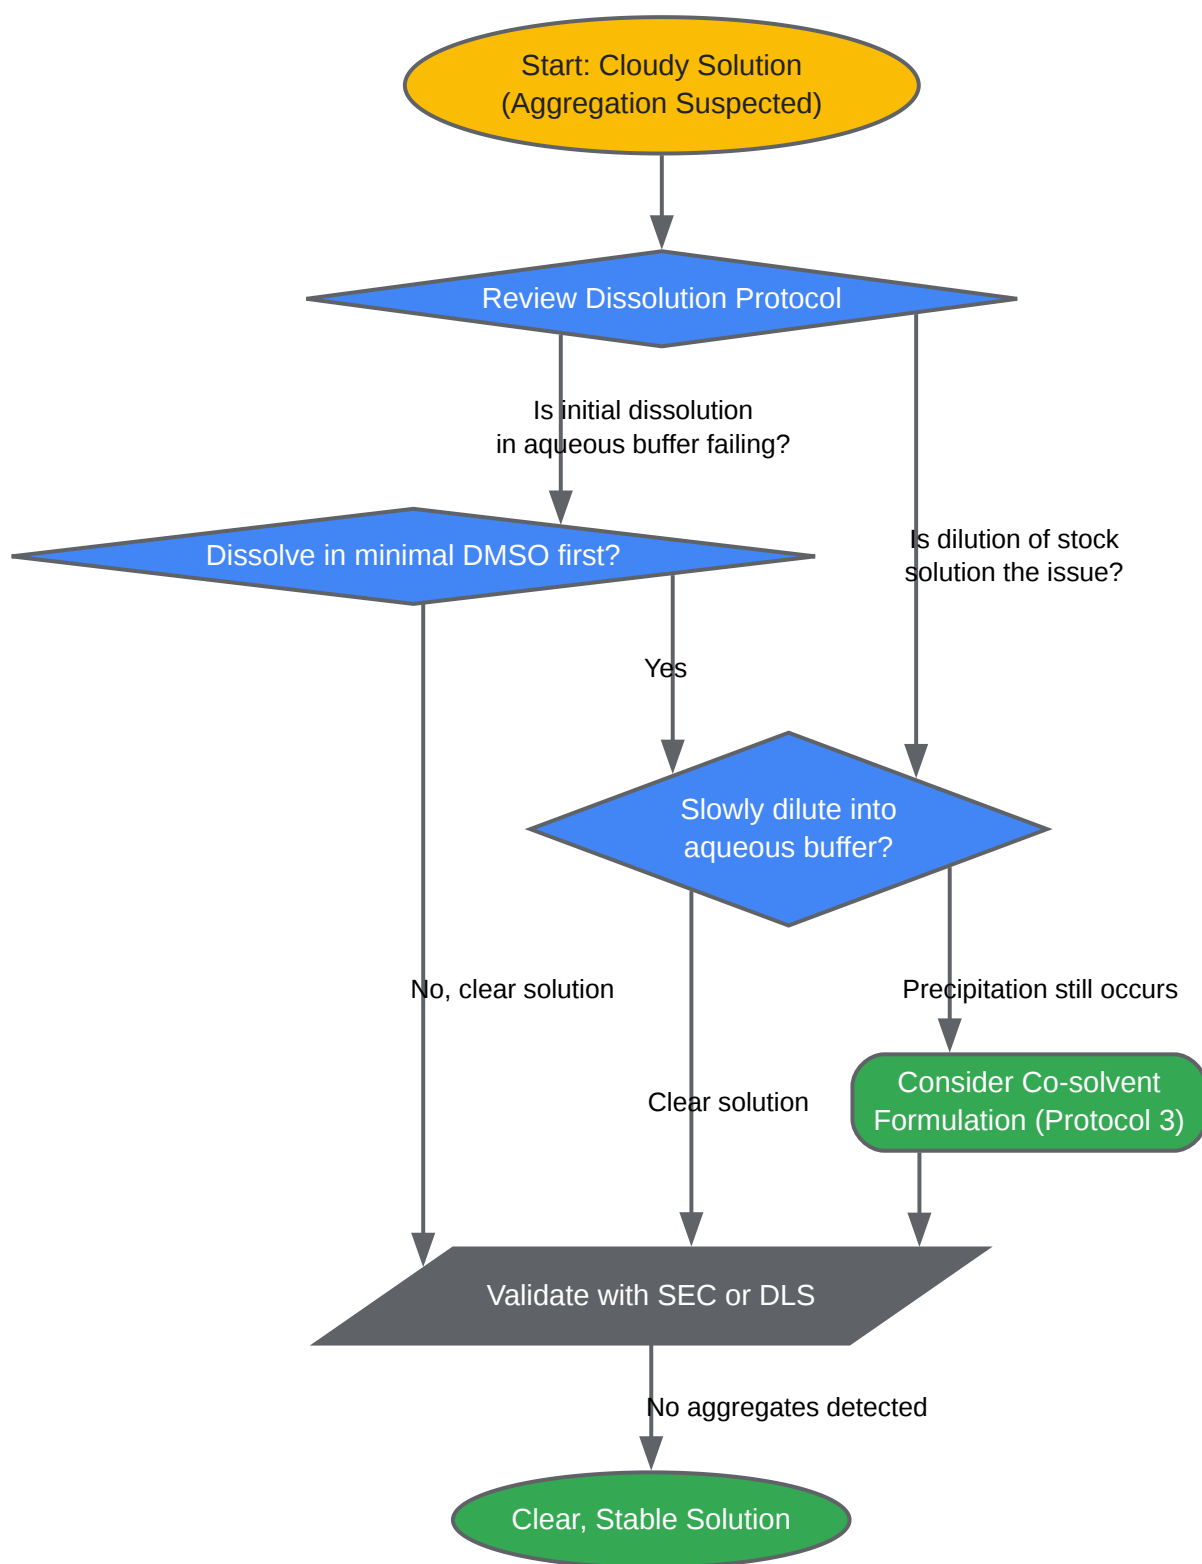 Start: Cloudy Solution
(Aggregation Suspected)
Review Dissolution Protocol
Is initial dissolution
in aqueous buffer failing?
Is dilution of stock
solution the issue?
Dissolve in minimal DMSO first?
Yes
Slowly dilute into
aqueous buffer?
No, clear solution
Precipitation still occurs
Clear solution
Consider Co-solvent
Formulation (Protocol 3)
Validate with SEC or DLS
No aggregates detected
Clear, Stable Solution